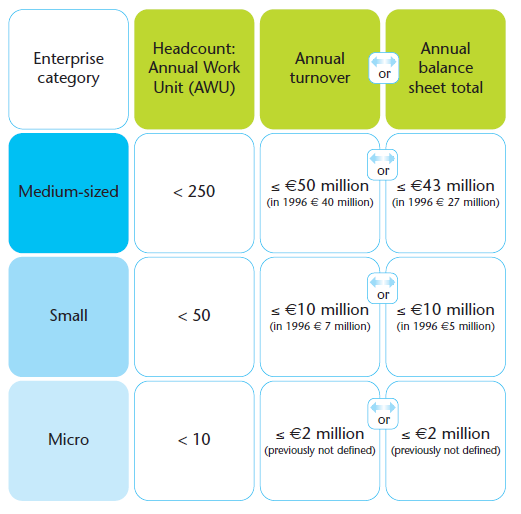 Enterprise
category
Headcount:
Annual Work
Unit (AWU)
Annual
turnover
or
Annual
balance
sheet total
Medium-sized
< 250
≤ €50 million
(in 1996 € 40 million)
or
≤ €43 million
(in 1996 € 27 million)
Small
< 50
≤ €10 million
(in 1996 € 7 million)
or
≤ €10 million
(in 1996 €5 million)
Micro
< 10
≤ €2 million
(previously not defined)
or
≤ €2 million
(previously not defined)